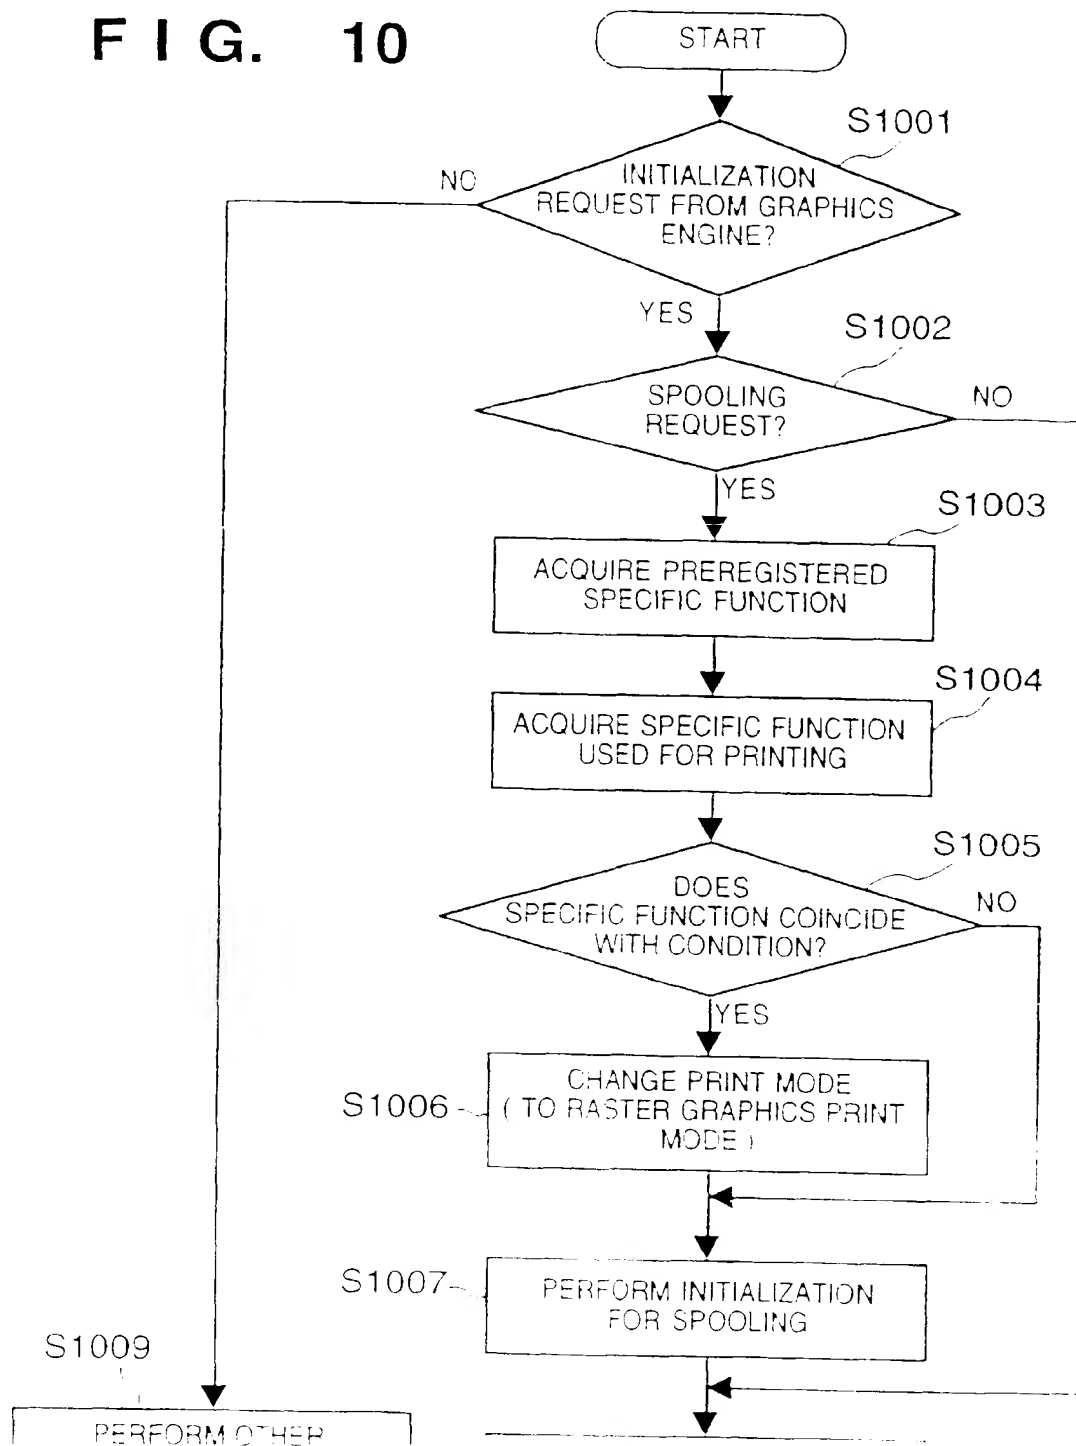 FIG. 10
START
S1001
INITIALIZATION
REQUEST FROM GRAPHICS
ENGINE?
NO
YES
S1002
SPOOLING
REQUEST?
NO
YES
S1003
ACQUIRE PREREGISTERED
SPECIFIC FUNCTION
S1004
ACQUIRE SPECIFIC FUNCTION
USED FOR PRINTING
S1005
DOES
SPECIFIC FUNCTION COINCIDE
WITH CONDITION?
NO
YES
S1006
CHANGE PRINT MODE
( TO RASTER GRAPHICS PRINT
MODE )
S1007
PERFORM INITIALIZATION
FOR SPOOLING
S1009
PERFORM OTHER